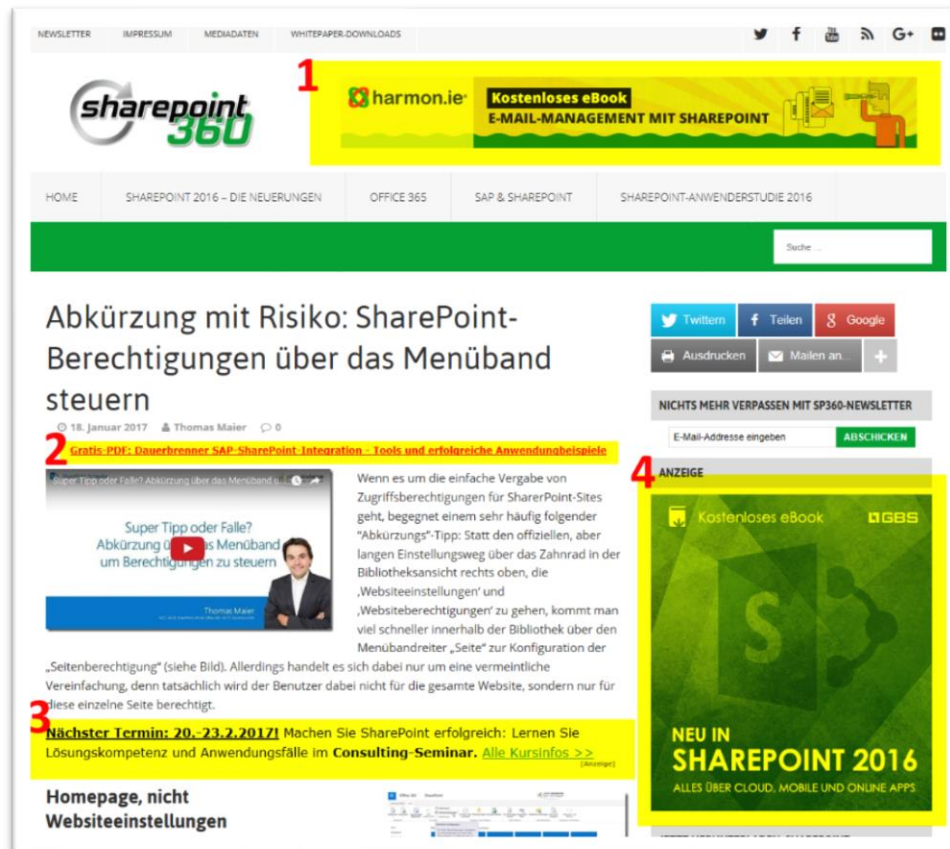 NEWSLETTER IMPRESSUM MEDIADATEN WHITEPAPER-DOWNLOADS
1
sharepoint
360
harmon.ie
Kostenloses eBook
E-MAIL-MANAGEMENT MIT SHAREPOINT
HOME SHAREPOINT 2016 – DIE NEUERUNGEN OFFICE 365 SAP & SHAREPOINT SHAREPOINT-ANWENDERSTUDIE 2016
Suche ...
Abkürzung mit Risiko: SharePoint-
Berechtigungen über das Menüband
steuern
18. Januar 2017 Thomas Maier 0
2
Gratis-PDF: Dauerbrenner SAP-SharePoint-Integration - Tools und erfolgreiche Anwendungbeispiele
Super Tipp oder Falle? Abkürzung über das Menüband
Super Tipp oder Falle?
Abkürzung das Menüband
um Berechtigungen zu steuern
Thomas Maier
Wenn es um die einfache Vergabe von
Zugriffsberechtigungen für SharerPoint-Sites
geht, begegnet einem sehr häufig folgender
"Abkürzungs"-Tipp: Statt den offiziellen, aber
langen Einstellungsweg über das Zahnrad in der
Bibliotheksansicht rechts oben, die
‚Websiteeinstellungen' und
‚Websiteberechtigungen' zu gehen, kommt man
viel schneller innerhalb der Bibliothek über den
Menübandreiter „Seite" zur Konfiguration der
„Seitenberechtigung" (siehe Bild). Allerdings handelt es sich dabei nur um eine vermeintliche
Vereinfachung, denn tatsächlich wird der Benutzer dabei nicht für die gesamte Website, sondern nur für
diese einzelne Seite berechtigt.
3
Nächster Termin: 20.-23.2.2017! Machen Sie SharePoint erfolgreich: Lernen Sie
Lösungskompetenz und Anwendungsfälle im Consulting-Seminar. Alle Kursinfos >>
[Anzeige]
Homepage, nicht
Websiteeinstellungen
Twittern Teilen Google
Ausdrucken Mailen an... +
NICHTS MEHR VERPASSEN MIT SP360-NEWSLETTER
E-Mail-Addresse eingeben ABSCHICKEN
4
ANZEIGE
Kostenloses eBook GBS
S
NEU IN
SHAREPOINT 2016
ALLES ÜBER CLOUD, MOBILE UND ONLINE APPS